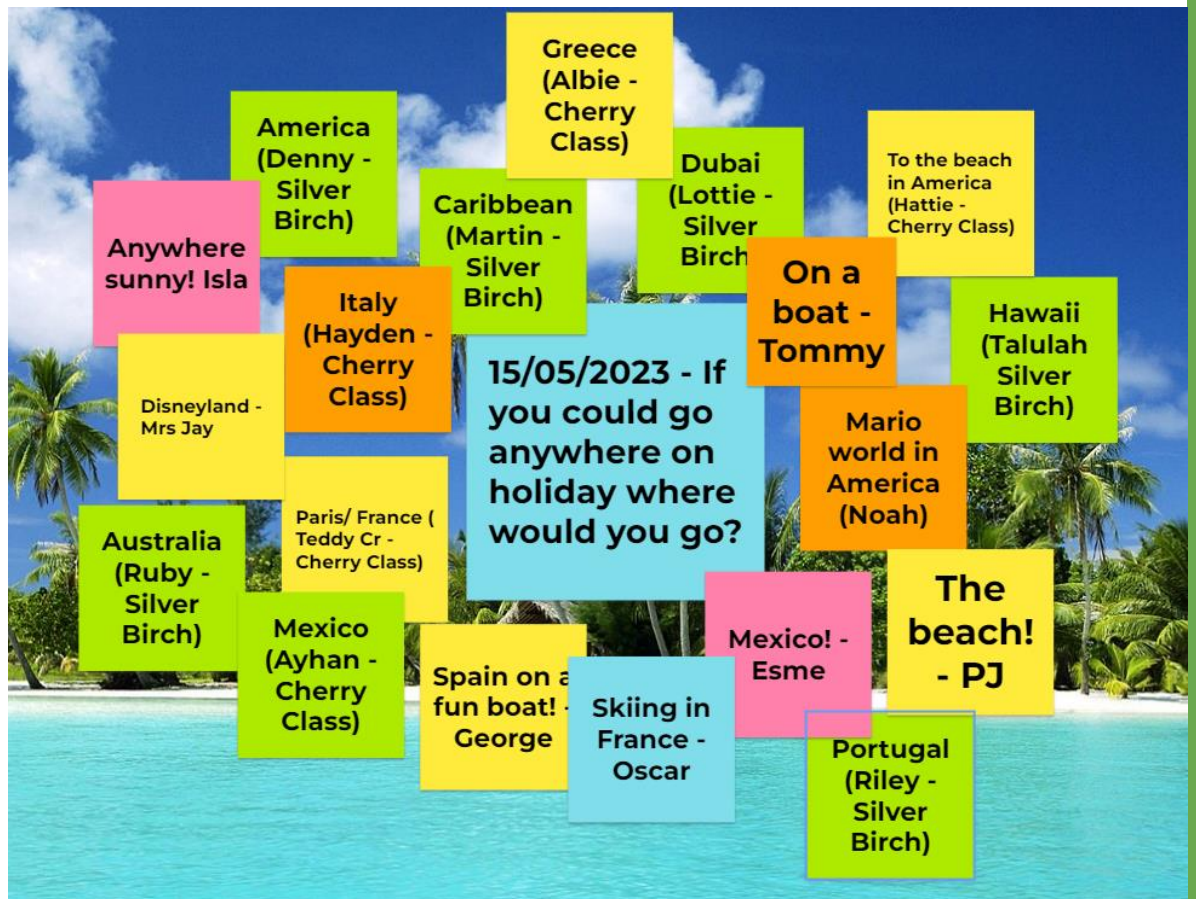 Greece
(Albie -
Cherry
Class)
America
(Denny -
Silver
Birch)
Caribbean
(Martin -
Silver
Birch)
Dubai
(Lottie -
Silver
Birch
To the beach
in America
(Hattie -
Cherry Class)
Anywhere
sunny! Isla
Italy
(Hayden -
Cherry
Class)
On a
boat -
Tommy
Hawaii
(Talulah
Silver
Birch)
Disneyland -
Mrs Jay
15/05/2023 - If
you could go
anywhere on
holiday where
would you go?
Mario
world in
America
(Noah)
Paris/ France (
Teddy Cr -
Cherry Class)
Australia
(Ruby -
Silver
Birch)
Mexico
(Ayhan -
Cherry
Class)
Spain on a
fun boat! -
George
Skiing in
France -
Oscar
Mexico! -
Esme
The
beach!
- PJ
Portugal
(Riley -
Silver
Birch)